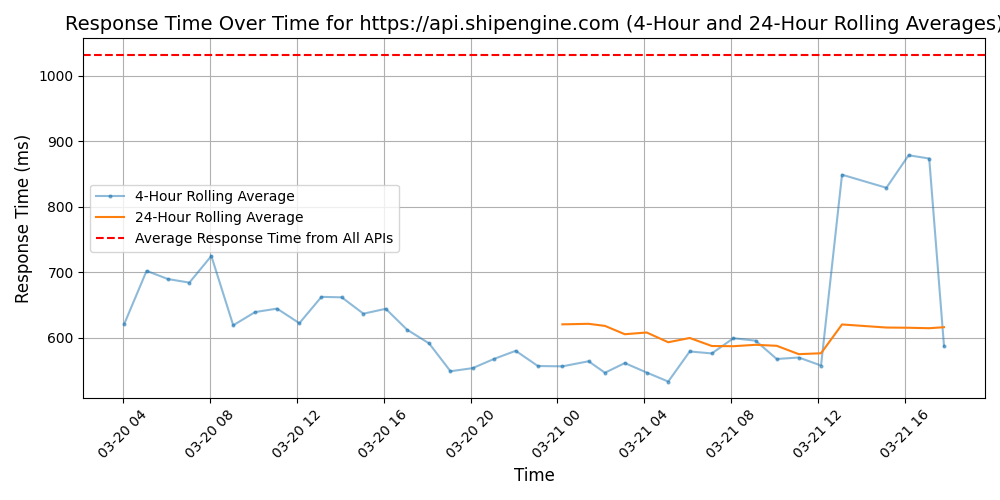 Response Time Over Time for https://api.shipengine.com (4-Hour and 24-Hour Rolling Averages)
Response Time (ms)
1000
900
800
700
600
4-Hour Rolling Average
24-Hour Rolling Average
Average Response Time from All APIs
03-20 04
03-20 08
03-20 12
03-20 16
03-20 20
03-21 00
03-21 04
03-21 08
03-21 12
03-21 16
Time